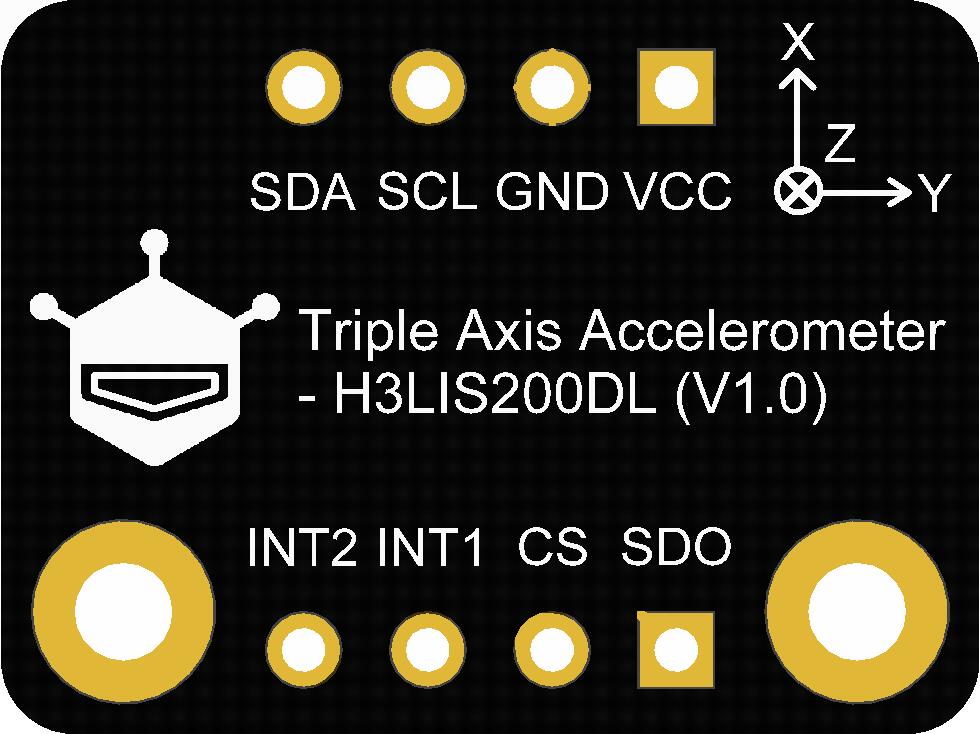 X
Z
SDA SCL GND VCC Y
Triple Axis Accelerometer
- H3LIS200DL (V1.0)
INT2 INT1 CS SDO